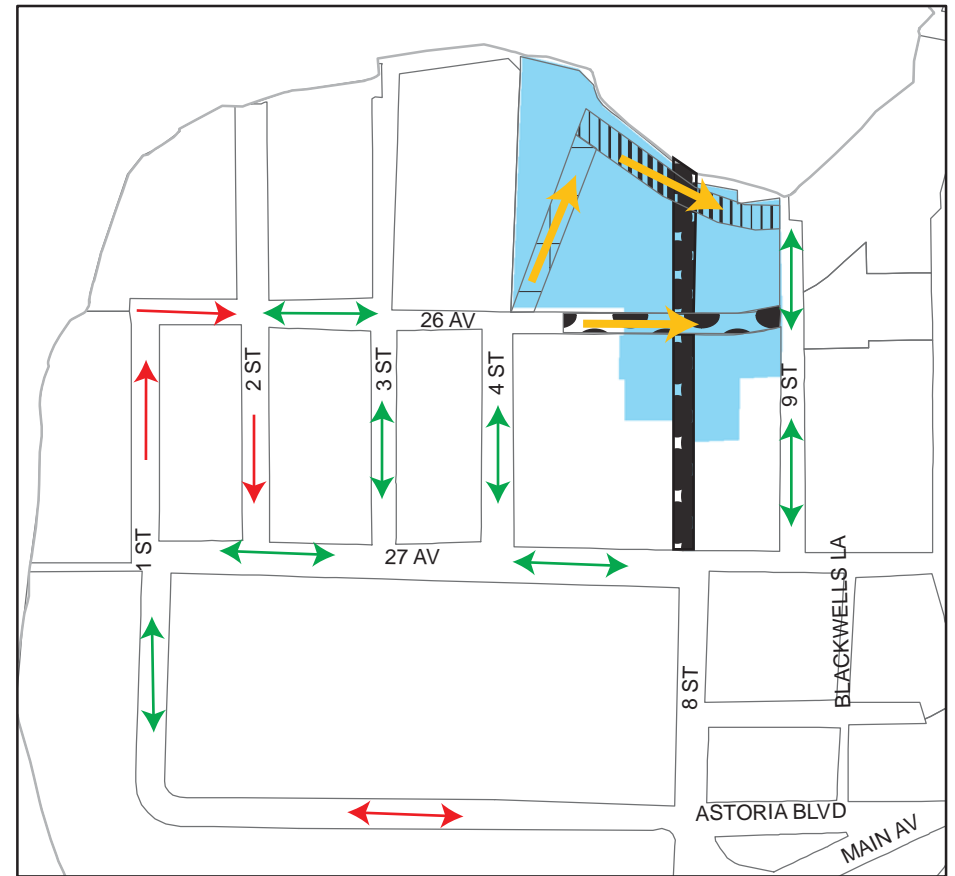 26 AV
2 ST
3 ST
4 ST
9 ST
1 ST
27 AV
BLACKWELLS LA
8 ST
ASTORIA BLVD
MAIN AV